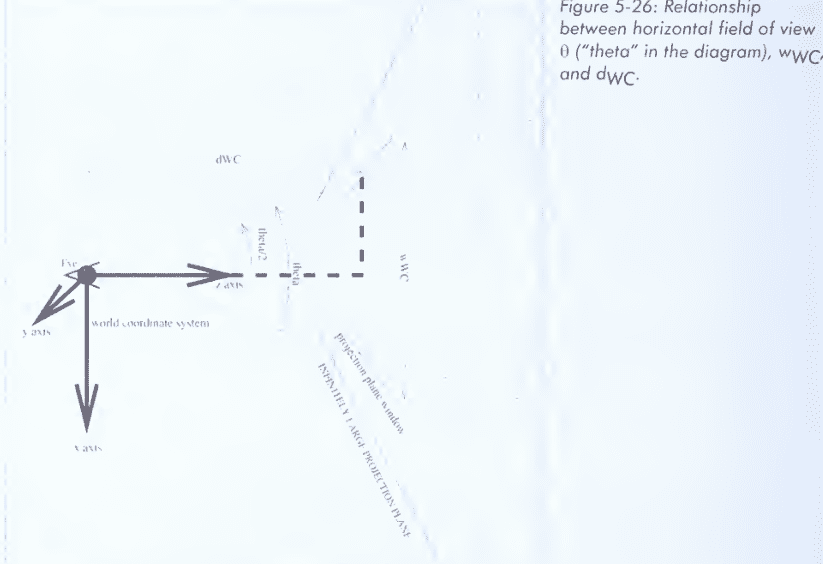 Figure 5-26: Relationship
between horizontal field of view
θ ("theta" in the diagram), wWC,
and dWC.
dWC
theta/2
wWC
Eye
theta
z axis
y axis
world coordinate system
projection plane window
INFINITELY LARGE PROJECTION PLANE
x axis